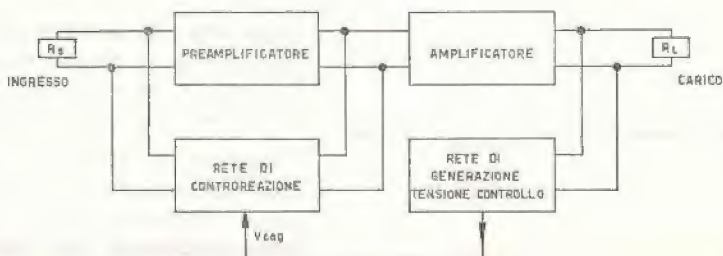 Rs
PREAMPLIFICATORE
AMPLIFICATORE
RL
INGRESSO
CARICO
RETE DI
CONTROREAZIONE
RETE DI
GENERAZIONE
TENSIONE CONTROLLO
Vcag